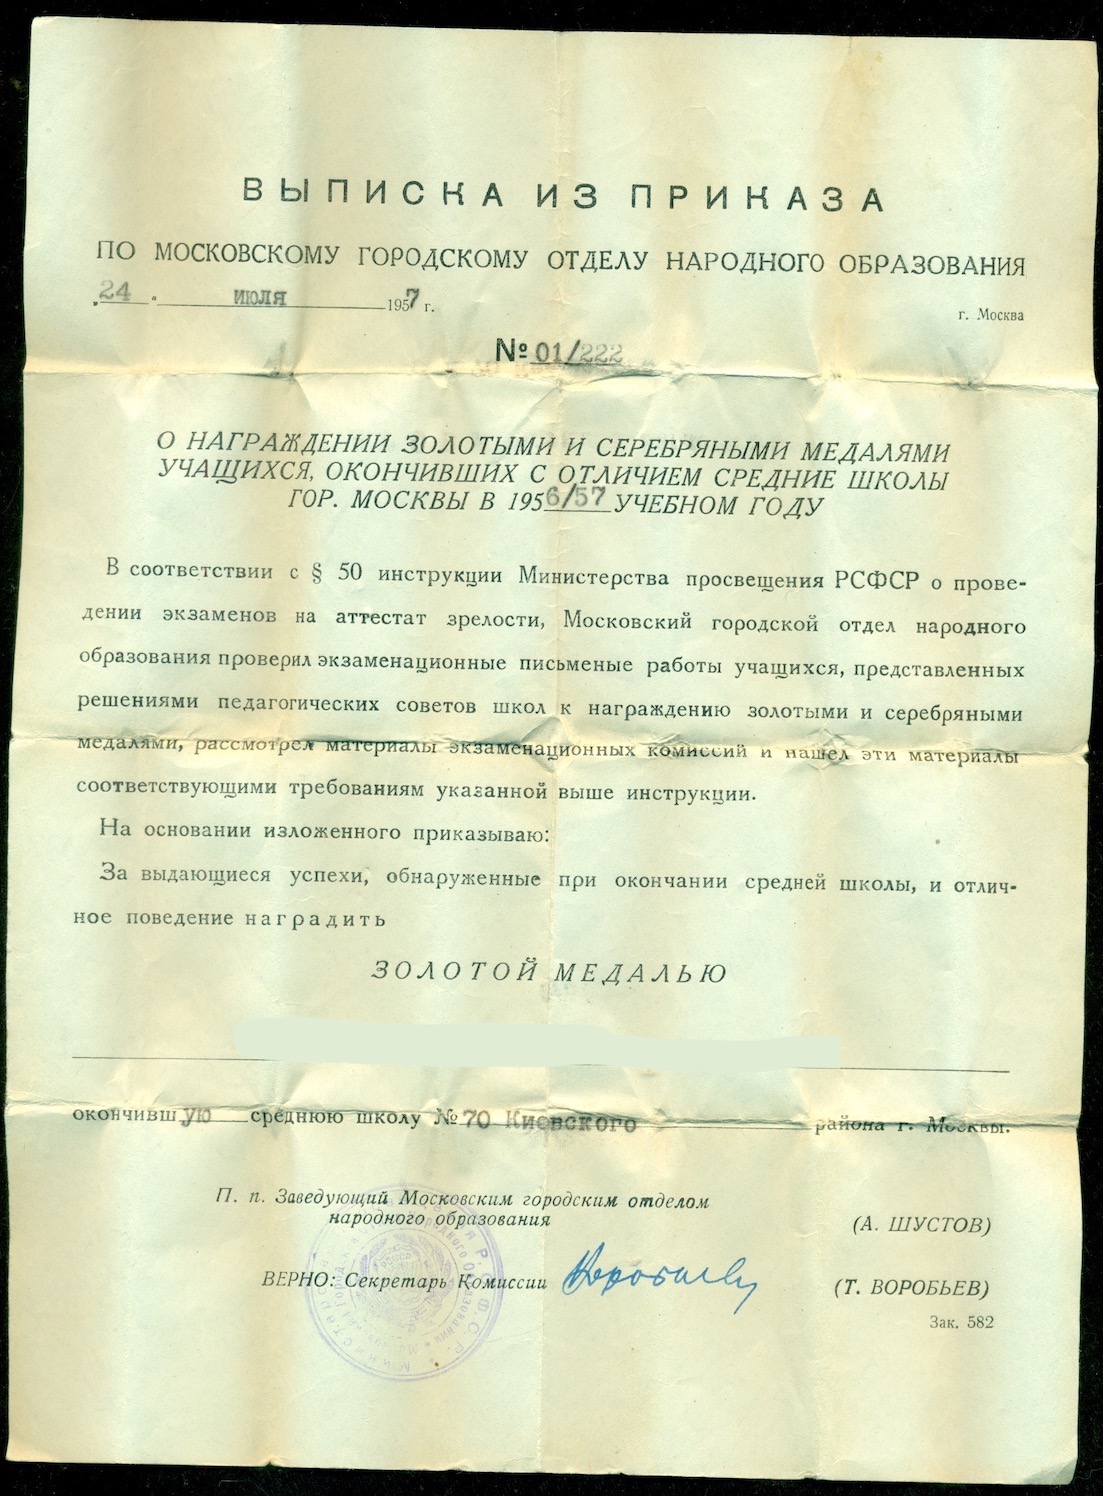 ВЫПИСКА ИЗ ПРИКАЗА
ПО МОСКОВСКОМУ ГОРОДСКОМУ ОТДЕЛУ НАРОДНОГО ОБРАЗОВАНИЯ
„24 “ ИЮЛЯ 1957 г.
г. Москва
№ 01/222
О НАГРАЖДЕНИИ ЗОЛОТЫМИ И СЕРЕБРЯНЫМИ МЕДАЛЯМИ
УЧАЩИХСЯ, ОКОНЧИВШИХ С ОТЛИЧИЕМ СРЕДНИЕ ШКОЛЫ
ГОР. МОСКВЫ В 1956/57 УЧЕБНОМ ГОДУ
В соответствии с § 50 инструкции Министерства просвещения РСФСР о прове-
дении экзаменов на аттестат зрелости, Московский городской отдел народного
образования проверил экзаменационные письменые работы учащихся, представленных
решениями педагогических советов школ к награждению золотыми и серебряными
медалями, рассмотрел материалы экзаменационных комиссий и нашел эти материалы
соответствующими требованиям указанной выше инструкции.
На основании изложенного приказываю:
За выдающиеся успехи, обнаруженные при окончании средней школы, и отлич-
ное поведение наградить
ЗОЛОТОЙ МЕДАЛЬЮ
окончившую среднюю школу № 70 Киевского района г. Москвы.
П. п. Заведующий Московским городским отделом
народного образования
(А. ШУСТОВ)
ВЕРНО: Секретарь Комиссии Воробьев (Т. ВОРОБЬЕВ)
Зак. 582